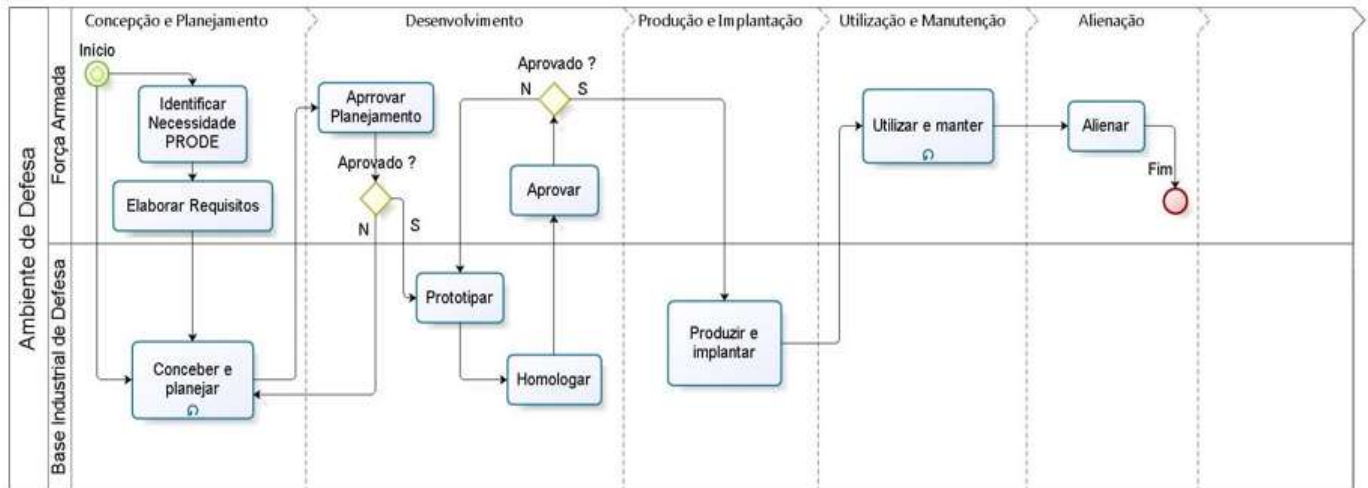 Concepção e Planejamento
Desenvolvimento
Produção e Implantação
Utilização e Manutenção
Alienação
Ambiente de Defesa
Força Armada
Início
Identificar
Necessidade
PRODE
Elaborar Requisitos
Aprrovar
Planejamento
Aprovado ?
N
S
Aprovado ?
N
S
Aprovar
Utilizar e manter
Alienar
Fim
Base Industrial de Defesa
Conceber e
planejar
Prototipar
Homologar
Produzir e
implantar